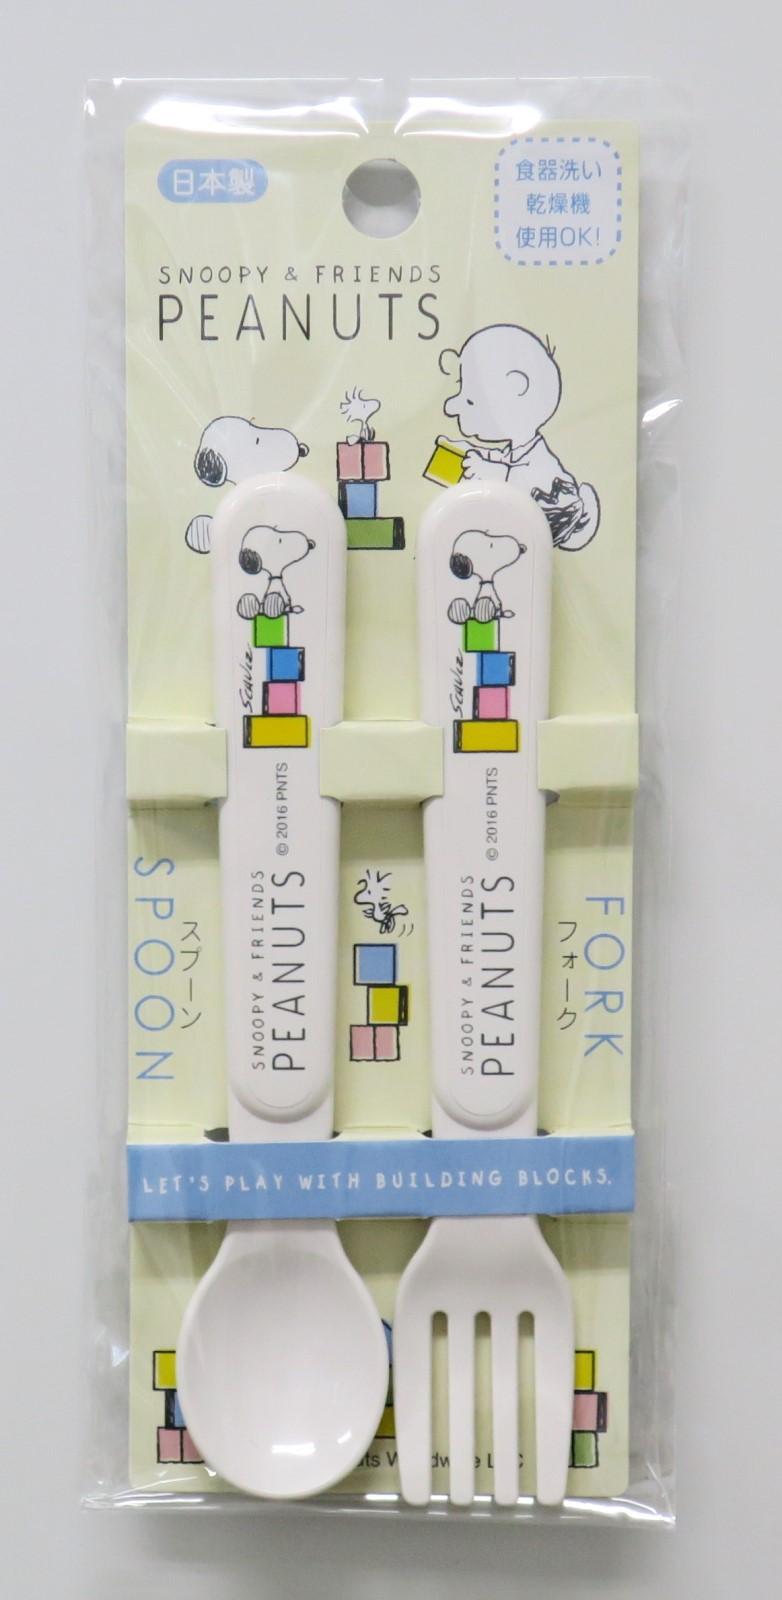 日本製
食器洗い
乾燥機
使用OK!
SNOOPY & FRIENDS
PEANUTS
SCHULZ
© 2016 PNTS
SNOOPY & FRIENDS
PEANUTS
SCHULZ
© 2016 PNTS
SNOOPY & FRIENDS
PEANUTS
SPOON
スプーン
FORK
フォーク
LET'S PLAY WITH BUILDING BLOCKS.